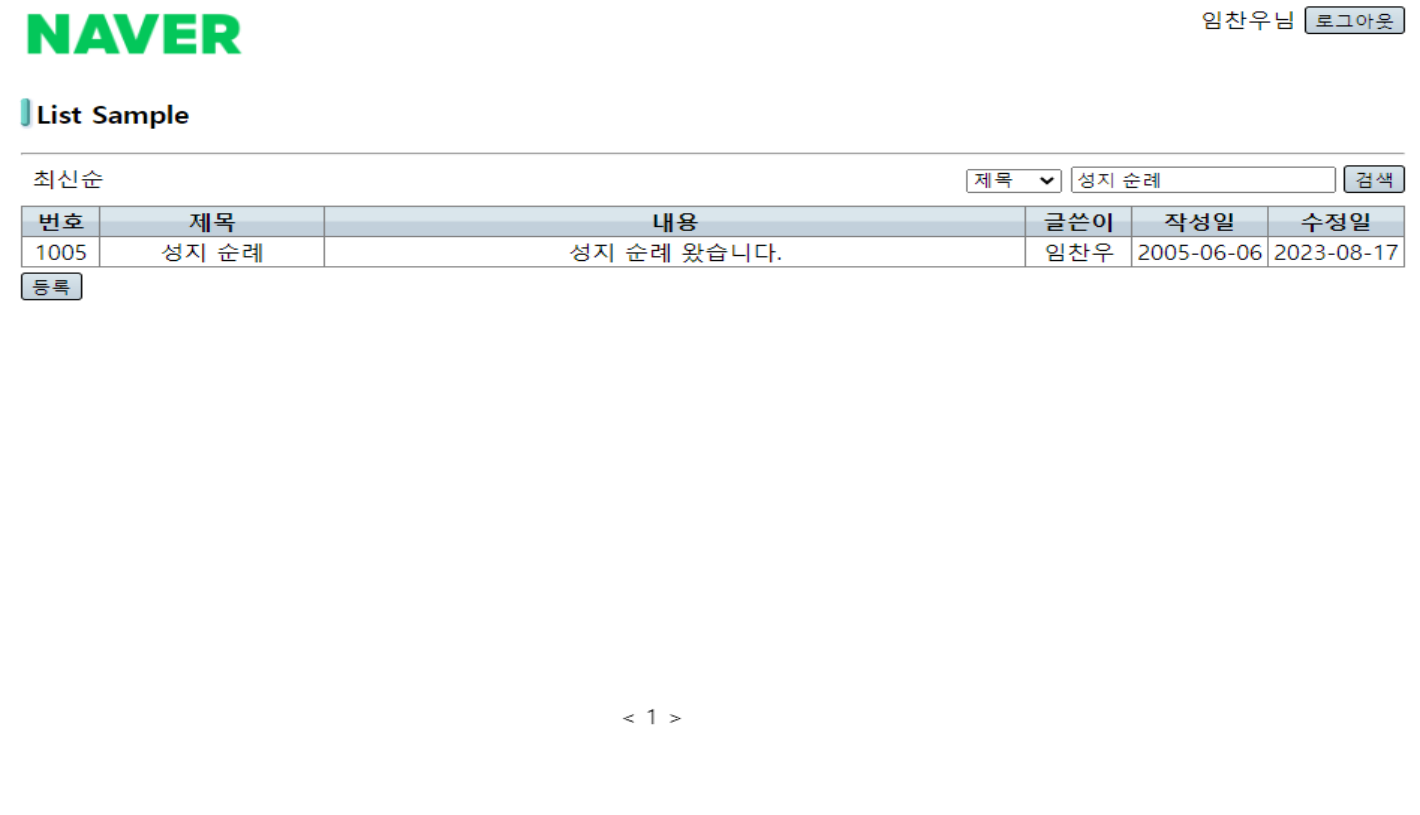 NAVER 임찬우님 로그아웃
List Sample
최신순 제목 성지 순례 검색
번호 제목 내용 글쓴이 작성일 수정일
1005 성지 순례 성지 순례 왔습니다. 임찬우 2005-06-06 2023-08-17
등록
< 1 >